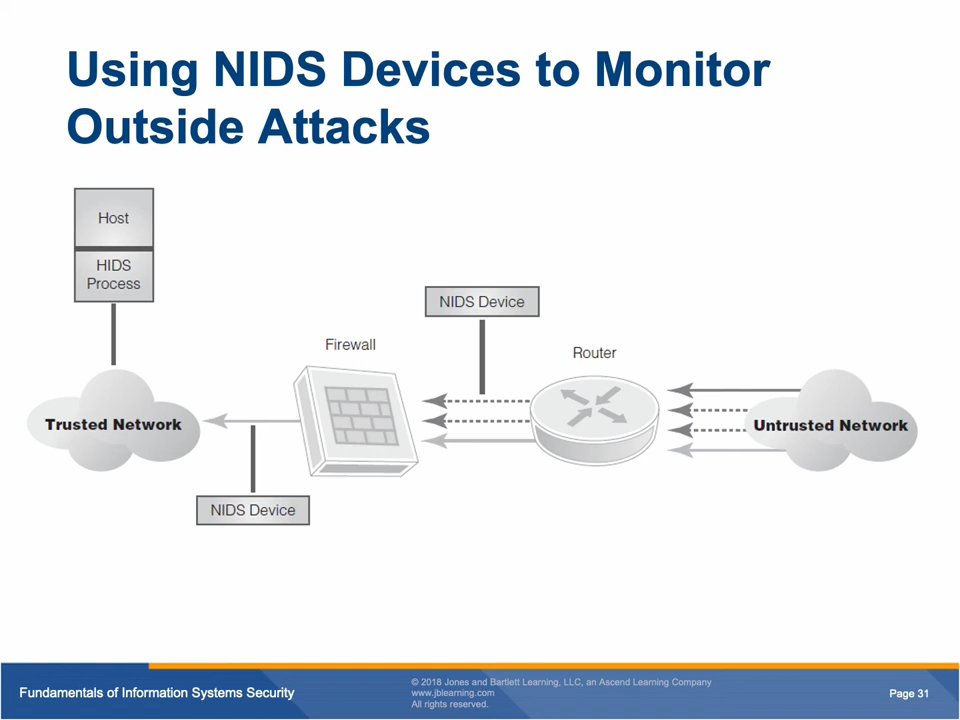 Using NIDS Devices to Monitor
Outside Attacks
Host
HIDS
Process
NIDS Device
Firewall
Router
Trusted Network
Untrusted Network
NIDS Device
Fundamentals of Information Systems Security
© 2018 Jones and Bartlett Learning, LLC, an Ascend Learning Company
www.jblearning.com
All rights reserved.
Page 31